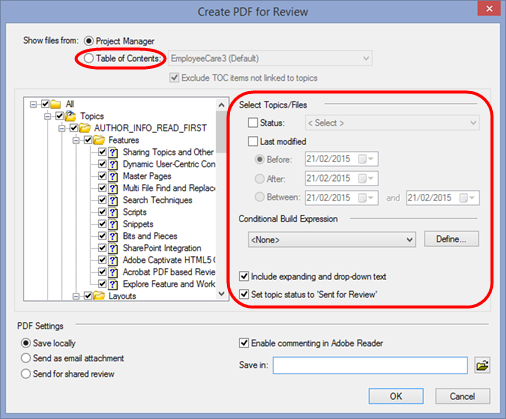 Create PDF for Review
Show files from: Project Manager
Table of Contents: EmployeeCare3 (Default)
Exclude TOC items not linked to topics
All
Topics
AUTHOR_INFO_READ_FIRST
Features
Sharing Topics and Other
Dynamic User-Centric Con
Master Pages
Multi File Find and Replace
Search Techniques
Scripts
Snippets
Bits and Pieces
SharePoint Integration
Adobe Captivate HTML5 C
Acrobat PDF based Revie
Explore Feature and Work
Layouts
Select Topics/Files
Status: < Select >
Last modified
Before: 21/02/2015
After: 21/02/2015
Between: 21/02/2015 and 21/02/2015
Conditional Build Expression
<None> Define...
Include expanding and drop-down text
Set topic status to 'Sent for Review'
PDF Settings
Save locally
Send as email attachment
Send for shared review
Enable commenting in Adobe Reader
Save in:
OK Cancel